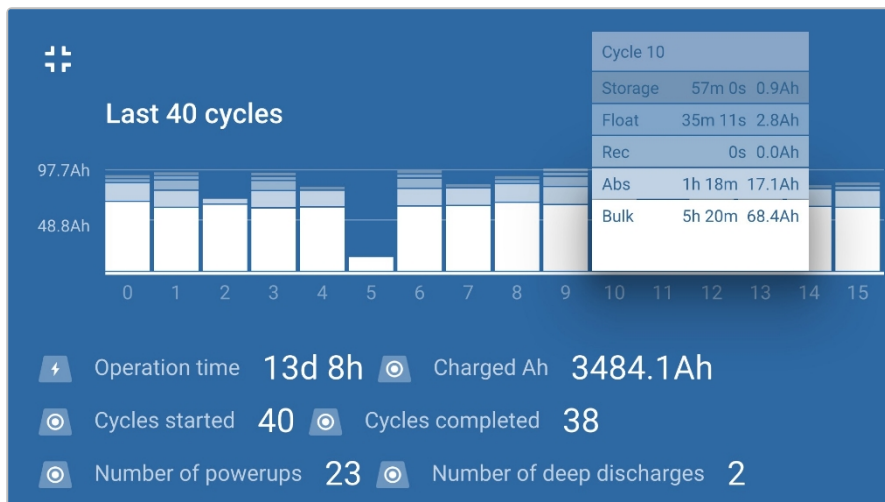 Cycle 10
Storage 57m 0s 0.9Ah
Float 35m 11s 2.8Ah
Rec 0s 0.0Ah
Abs 1h 18m 17.1Ah
Bulk 5h 20m 68.4Ah
Last 40 cycles
97.7Ah
48.8Ah
0 1 2 3 4 5 6 7 8 9 10 11 12 13 14 15
Operation time 13d 8h Charged Ah 3484.1Ah
Cycles started 40 Cycles completed 38
Number of powerups 23 Number of deep discharges 2